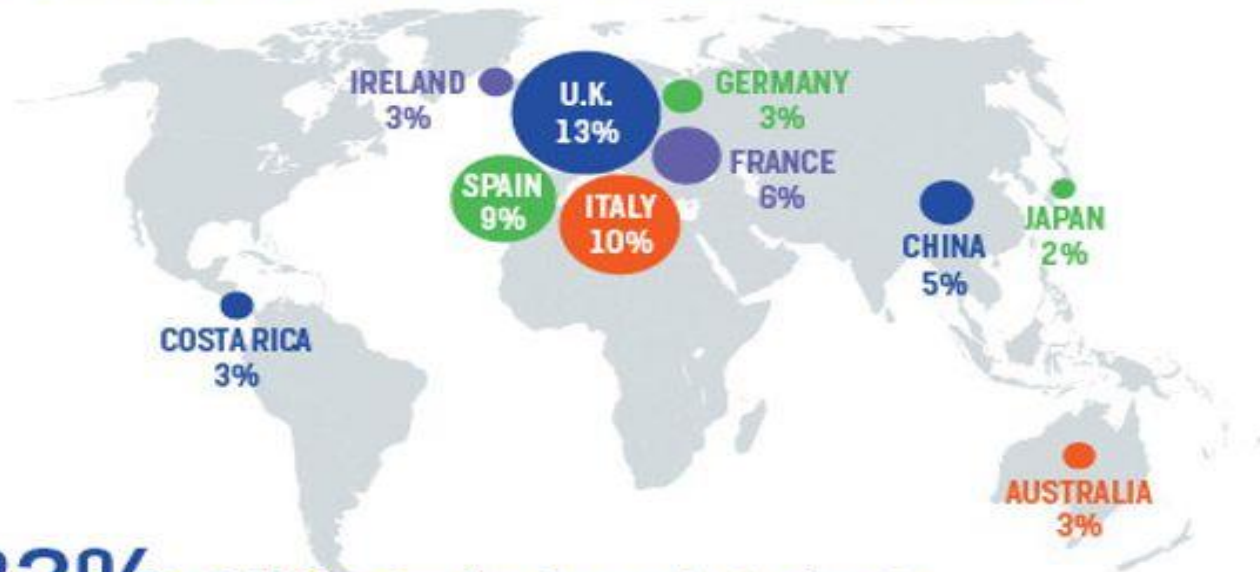 IRELAND
3%
U.K.
13%
GERMANY
3%
FRANCE
6%
SPAIN
9%
ITALY
10%
CHINA
5%
JAPAN
2%
COSTA RICA
3%
AUSTRALIA
3%